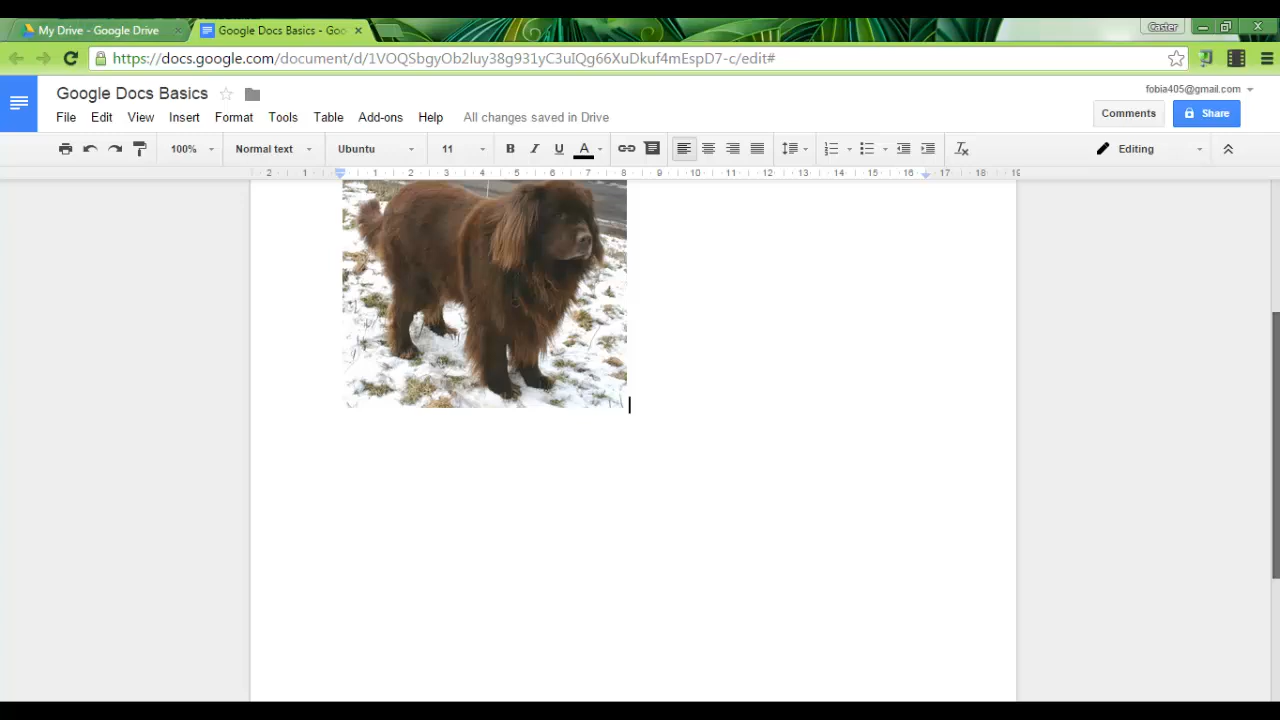 My Drive - Google Drive
Google Docs Basics - Goo
Caster
docs.google.com/document/d/
Google Docs Basics
fobia405@gmail.com
File Edit View Insert Format Tools Table Add-ons Help All changes saved in Drive
Comments Share
100% Normal text Ubuntu 11 B I U A Editing
2 1 1 2 3 4 5 6 7 8 9 10 11 12 13 14 15 16 17 18 19